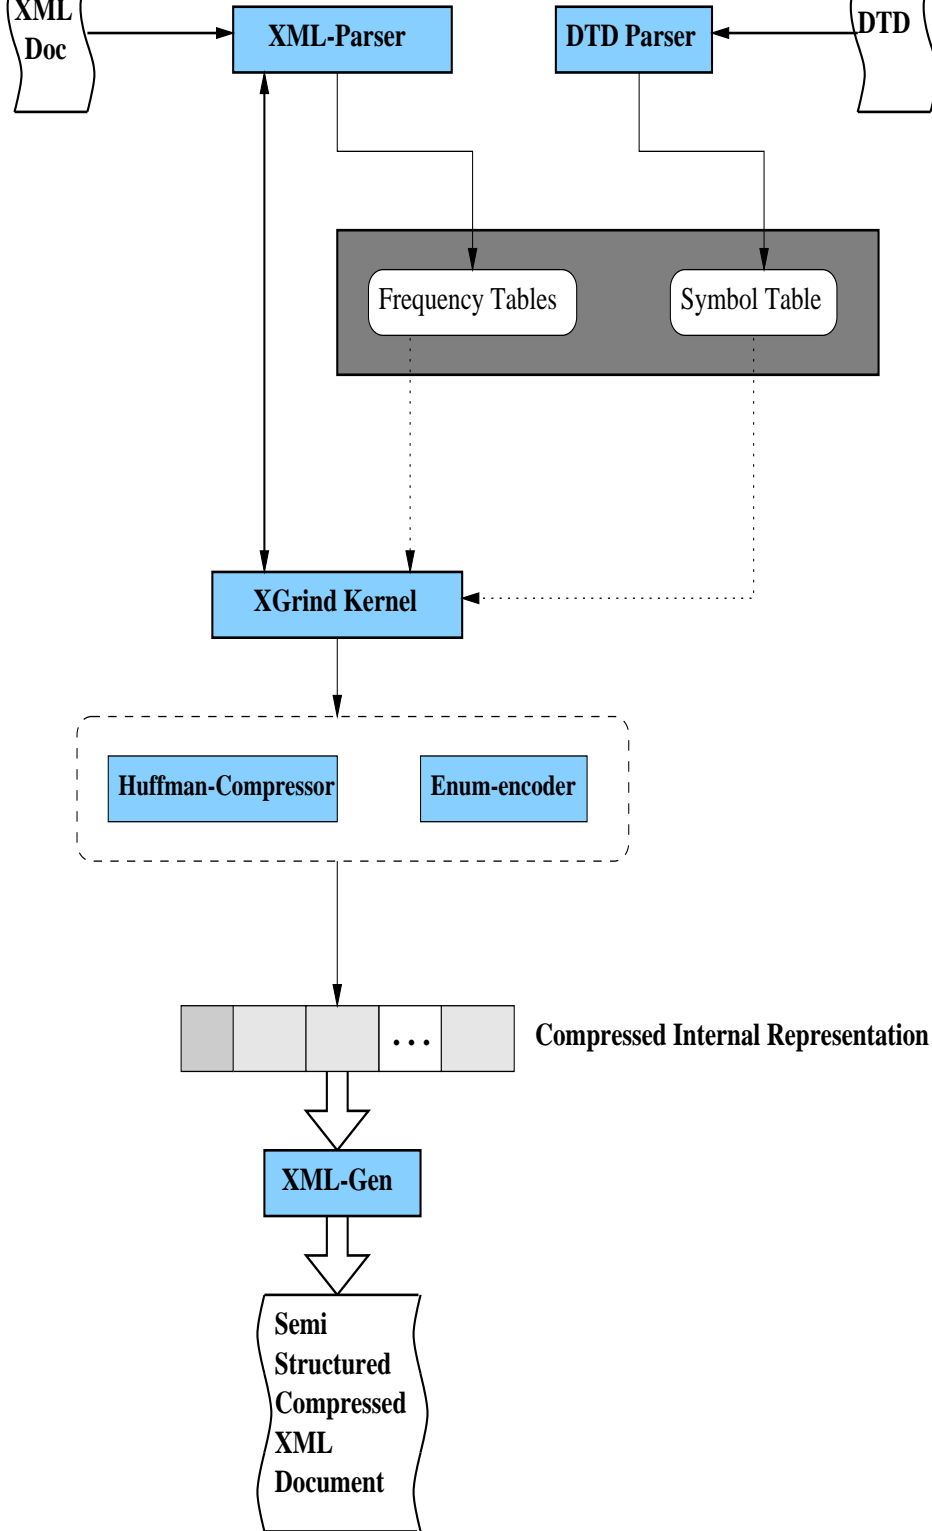 XML
Doc
XML-Parser
DTD Parser
DTD
Frequency Tables
Symbol Table
XGrind Kernel
Huffman-Compressor
Enum-encoder
...
Compressed Internal Representation
XML-Gen
Semi
Structured
Compressed
XML
Document